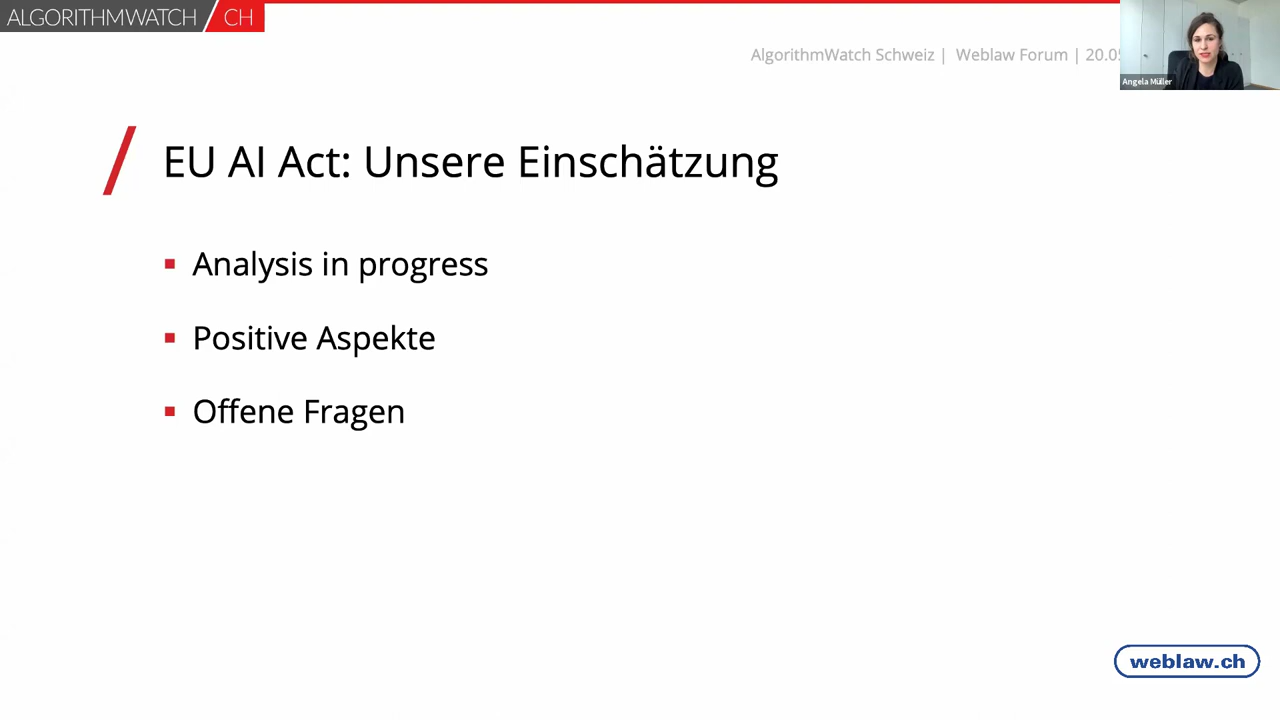 ALGORITHMWATCH CH
AlgorithmWatch Schweiz | Weblaw Forum | 20.05
Angela Müller
EU AI Act: Unsere Einschätzung
▪ Analysis in progress
▪ Positive Aspekte
▪ Offene Fragen
weblaw.ch